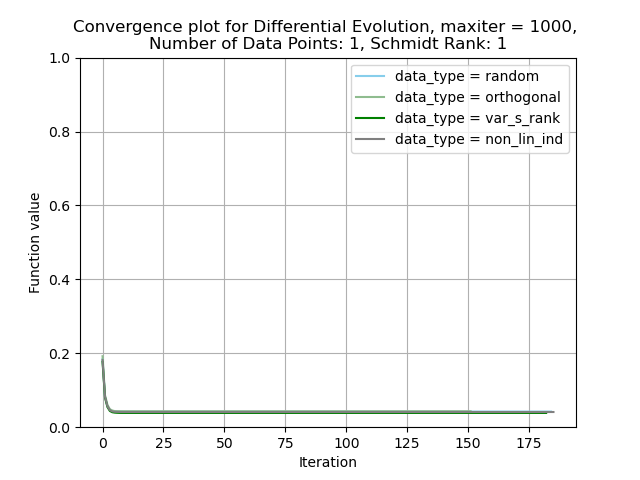 Convergence plot for Differential Evolution, maxiter = 1000,
Number of Data Points: 1, Schmidt Rank: 1
1.0
0.8
0.6
0.4
0.2
0.0
Function value
data_type = random
data_type = orthogonal
data_type = var_s_rank
data_type = non_lin_ind
0 25 50 75 100 125 150 175
Iteration